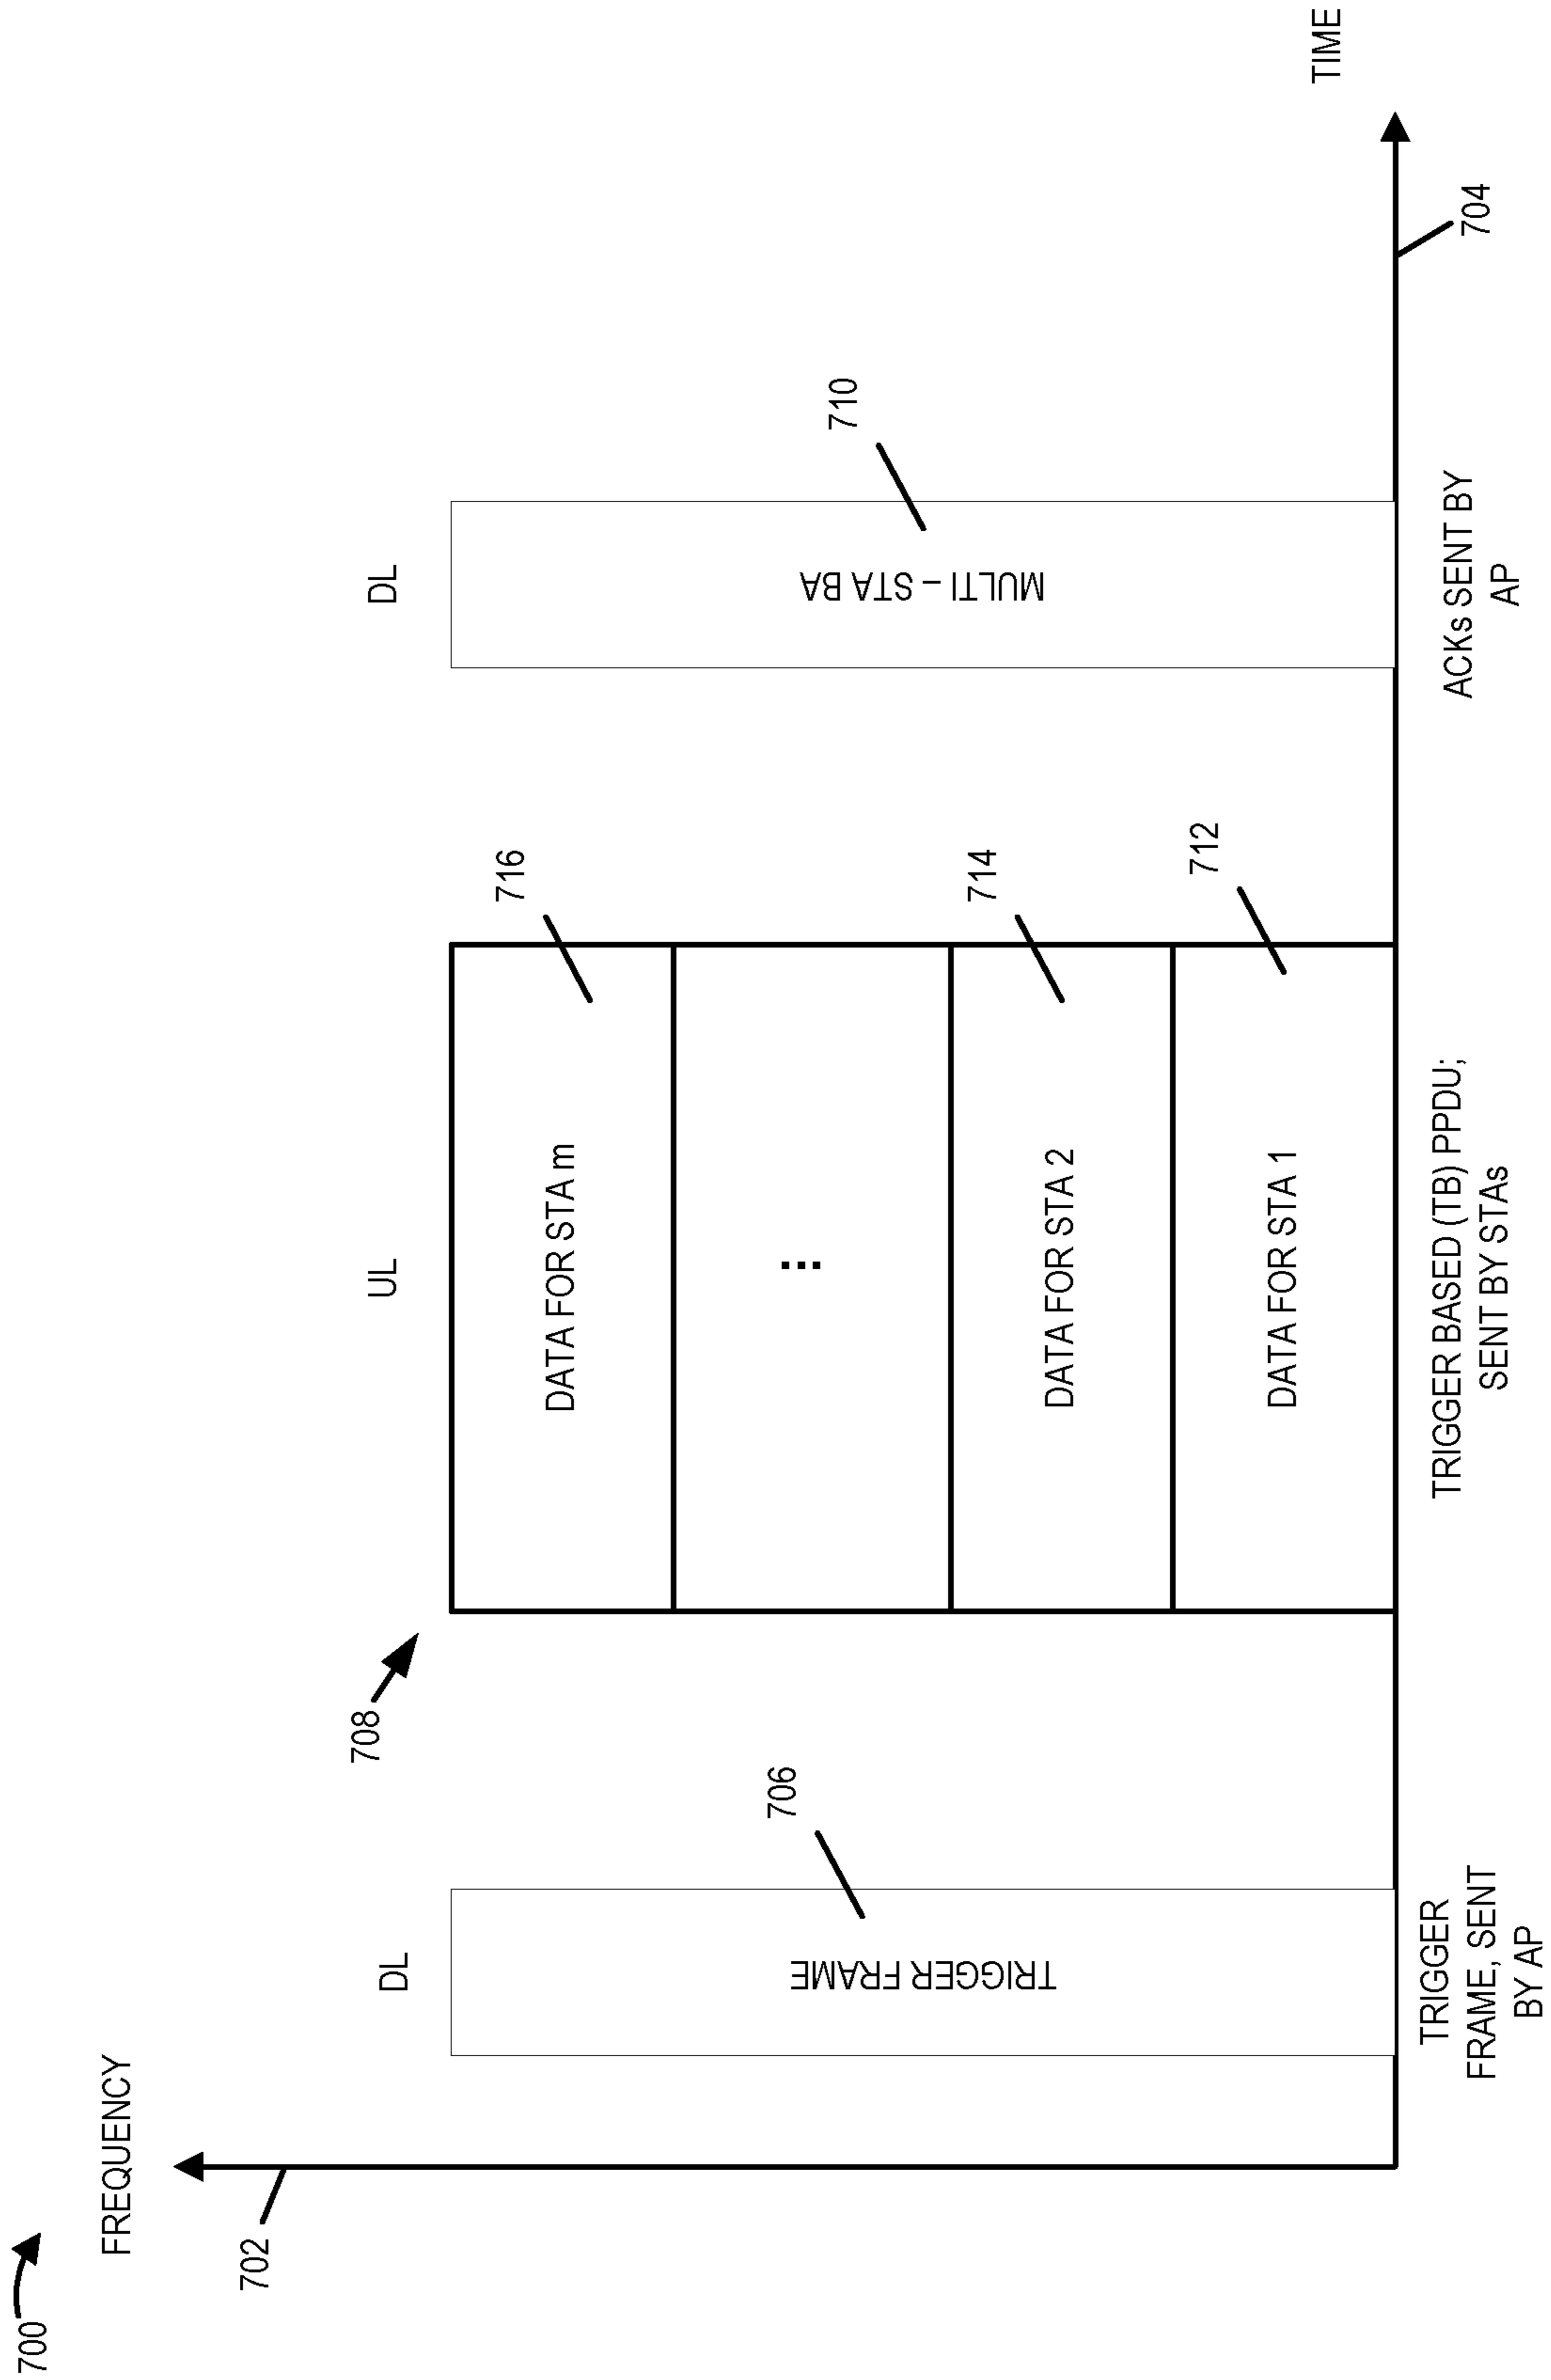 700
FREQUENCY
702
DL
UL
DL
708
706
TRIGGER FRAME
716
DATA FOR STA m
...
714
DATA FOR STA 2
712
DATA FOR STA 1
710
MULTI – STA BA
TIME
704
TRIGGER
FRAME, SENT
BY AP
TRIGGER BASED (TB) PPDU;
SENT BY STAs
ACKs SENT BY
AP